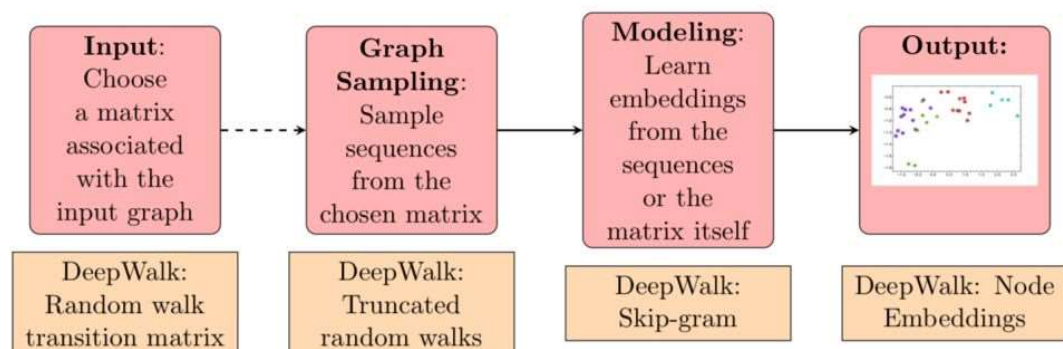 Input:
Choose
a matrix
associated
with the
input graph
Graph
Sampling:
Sample
sequences
from the
chosen matrix
Modeling:
Learn
embeddings
from the
sequences
or the
matrix itself
Output:
DeepWalk:
Random walk
transition matrix
DeepWalk:
Truncated
random walks
DeepWalk:
Skip-gram
DeepWalk: Node
Embeddings